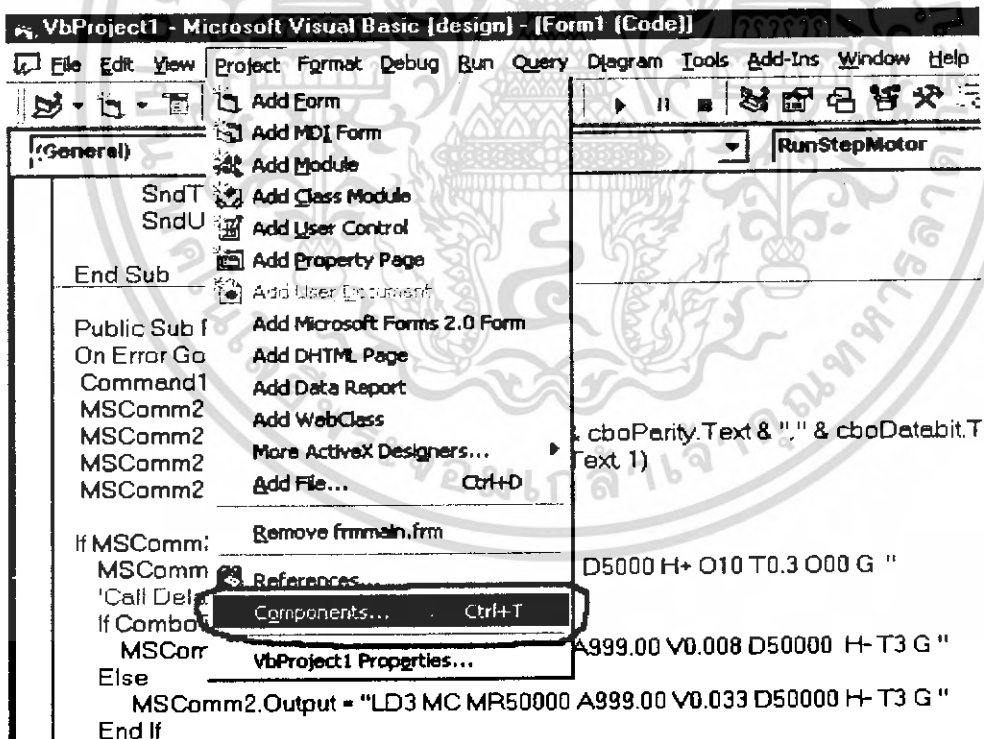 VbProject1 - Microsoft Visual Basic [design] - [Form1 (Code)]
File Edit View Project Format Debug Run Query Diagram Tools Add-Ins Window Help
(General)
RunStepMotor
Add Form
Add MDI Form
Add Module
Add Class Module
Add User Control
Add Property Page
Add User Document
Add Microsoft Forms 2.0 Form
Add DHTML Page
Add Data Report
Add WebClass
More ActiveX Designers...
Add File... Ctrl+D
Remove frmmain.frm
References...
Components... Ctrl+T
VbProject1 Properties...
SndT
SndU
End Sub
Public Sub
On Error Go
Command1
MSComm2
MSComm2 & cboParity.Text & "," & cboDatabit.T
MSComm2 Text, 1)
MSComm2
If MSComm
MSComm D5000 H+ O10 T0.3 O00 G "
'Call Dela
If Combo
MSCom A999.00 V0.008 D50000 H- T3 G "
Else
MSComm2.Output = "LD3 MC MR50000 A999.00 V0.033 D50000 H- T3 G "
End If